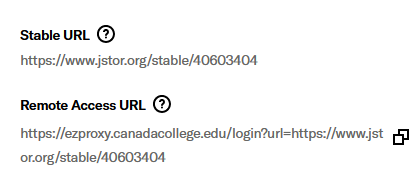 Stable URL ?
https://www.jstor.org/stable/40603404
Remote Access URL ?
https://ezproxy.canadacollege.edu/login?url=https://www.jst
or.org/stable/40603404